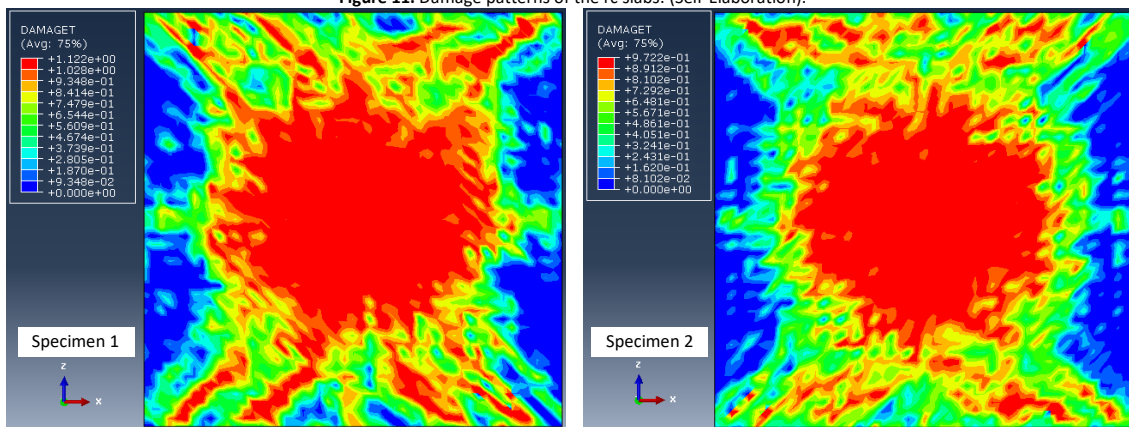 Figure 11. Damage patterns of the rc slabs. (Self-Elaboration).
DAMAGET
(Avg: 75%)
+1.122e+00
+1.028e+00
+9.348e-01
+8.414e-01
+7.479e-01
+6.544e-01
+5.609e-01
+4.674e-01
+3.739e-01
+2.805e-01
+1.870e-01
+9.348e-02
+0.000e+00
Specimen 1
z
x
DAMAGET
(Avg: 75%)
+9.722e-01
+8.912e-01
+8.102e-01
+7.292e-01
+6.481e-01
+5.671e-01
+4.861e-01
+4.051e-01
+3.241e-01
+2.431e-01
+1.620e-01
+8.102e-02
+0.000e+00
Specimen 2
z
x